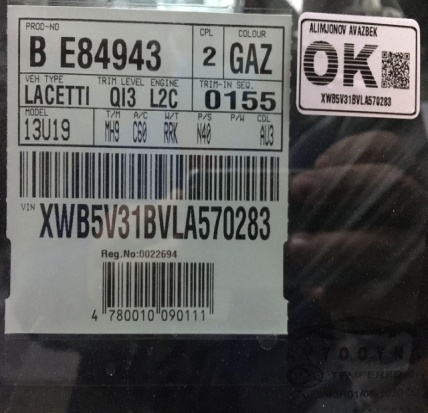 PROD-NO CPL COLOUR
B E84943 2 GAZ
VEH TYPE TRIM LEVEL ENGINE TRIM-IN SEQ.
LACETTI QI3 L2C 0155
MODEL T/M A/C W/T P/S P/W CDL
13U19 MH9 C60 RRK N40 AU3
VIN XWB5V31BVLA570283
Reg.No:0022694
4 780010 090111
ALIMJONOV AVAZBEK
OK
XWB5V31BVLA570283